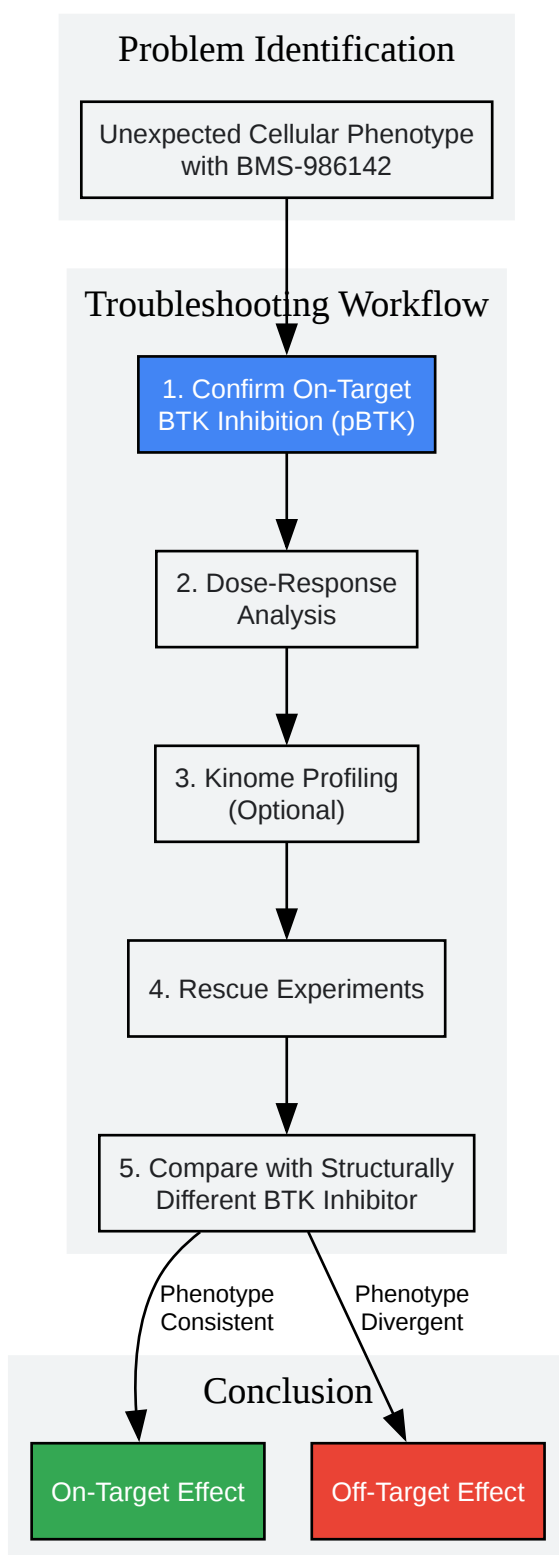 Problem Identification
Unexpected Cellular Phenotype
with BMS-986142
Troubleshooting Workflow
1. Confirm On-Target
BTK Inhibition (pBTK)
2. Dose-Response
Analysis
3. Kinome Profiling
(Optional)
4. Rescue Experiments
5. Compare with Structurally
Different BTK Inhibitor
Phenotype
Consistent
Phenotype
Divergent
Conclusion
On-Target Effect
Off-Target Effect